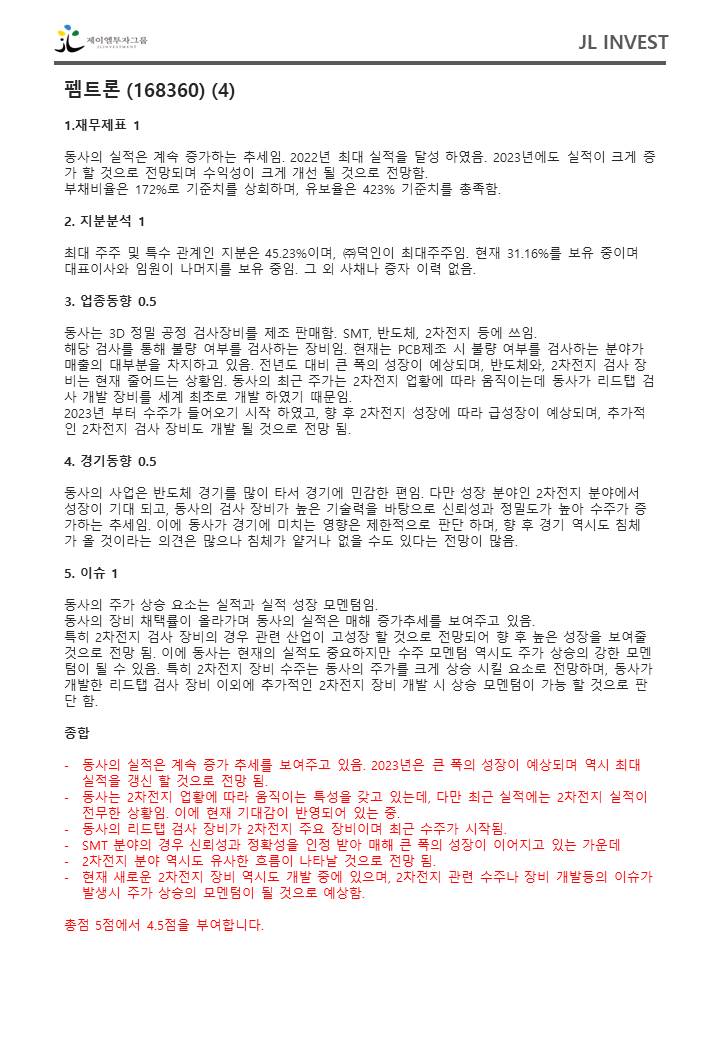 제이엘투자그룹
JLINVESTMENT
JL INVEST
펨트론 (168360) (4)
1.재무제표 1
동사의 실적은 계속 증가하는 추세임. 2022년 최대 실적을 달성 하였음. 2023년에도 실적이 크게 증
가 할 것으로 전망되며 수익성이 크게 개선 될 것으로 전망함.
부채비율은 172%로 기준치를 상회하며, 유보율은 423% 기준치를 충족함.
2. 지분분석 1
최대 주주 및 특수 관계인 지분은 45.23%이며, ㈜덕인이 최대주주임. 현재 31.16%를 보유 중이며
대표이사와 임원이 나머지를 보유 중임. 그 외 사채나 증자 이력 없음.
3. 업종동향 0.5
동사는 3D 정밀 공정 검사장비를 제조 판매함. SMT, 반도체, 2차전지 등에 쓰임.
해당 검사를 통해 불량 여부를 검사하는 장비임. 현재는 PCB제조 시 불량 여부를 검사하는 분야가
매출의 대부분을 차지하고 있음. 전년도 대비 큰 폭의 성장이 예상되며, 반도체와, 2차전지 검사 장
비는 현재 줄어드는 상황임. 동사의 최근 주가는 2차전지 업황에 따라 움직이는데 동사가 리드탭 검
사 개발 장비를 세계 최초로 개발 하였기 때문임.
2023년 부터 수주가 들어오기 시작 하였고, 향 후 2차전지 성장에 따라 급성장이 예상되며, 추가적
인 2차전지 검사 장비도 개발 될 것으로 전망 됨.
4. 경기동향 0.5
동사의 사업은 반도체 경기를 많이 타서 경기에 민감한 편임. 다만 성장 분야인 2차전지 분야에서
성장이 기대 되고, 동사의 검사 장비가 높은 기술력을 바탕으로 신뢰성과 정밀도가 높아 수주가 증
가하는 추세임. 이에 동사가 경기에 미치는 영향은 제한적으로 판단 하며, 향 후 경기 역시도 침체
가 올 것이라는 의견은 많으나 침체가 얕거나 없을 수도 있다는 전망이 많음.
5. 이슈 1
동사의 주가 상승 요소는 실적과 실적 성장 모멘텀임.
동사의 장비 채택률이 올라가며 동사의 실적은 매해 증가추세를 보여주고 있음.
특히 2차전지 검사 장비의 경우 관련 산업이 고성장 할 것으로 전망되어 향 후 높은 성장을 보여줄
것으로 전망 됨. 이에 동사는 현재의 실적도 중요하지만 수주 모멘텀 역시도 주가 상승의 강한 모멘
텀이 될 수 있음. 특히 2차전지 장비 수주는 동사의 주가를 크게 상승 시킬 요소로 전망하며, 동사가
개발한 리드탭 검사 장비 이외에 추가적인 2차전지 장비 개발 시 상승 모멘텀이 가능 할 것으로 판
단 함.
종합
- 동사의 실적은 계속 증가 추세를 보여주고 있음. 2023년은 큰 폭의 성장이 예상되며 역시 최대
실적을 갱신 할 것으로 전망 됨.
- 동사는 2차전지 업황에 따라 움직이는 특성을 갖고 있는데, 다만 최근 실적에는 2차전지 실적이
전무한 상황임. 이에 현재 기대감이 반영되어 있는 중.
- 동사의 리드탭 검사 장비가 2차전지 주요 장비이며 최근 수주가 시작됨.
- SMT 분야의 경우 신뢰성과 정확성을 인정 받아 매해 큰 폭의 성장이 이어지고 있는 가운데
- 2차전지 분야 역시도 유사한 흐름이 나타날 것으로 전망 됨.
- 현재 새로운 2차전지 장비 역시도 개발 중에 있으며, 2차전지 관련 수주나 장비 개발등의 이슈가
발생시 주가 상승의 모멘텀이 될 것으로 예상함.
총점 5점에서 4.5점을 부여합니다.